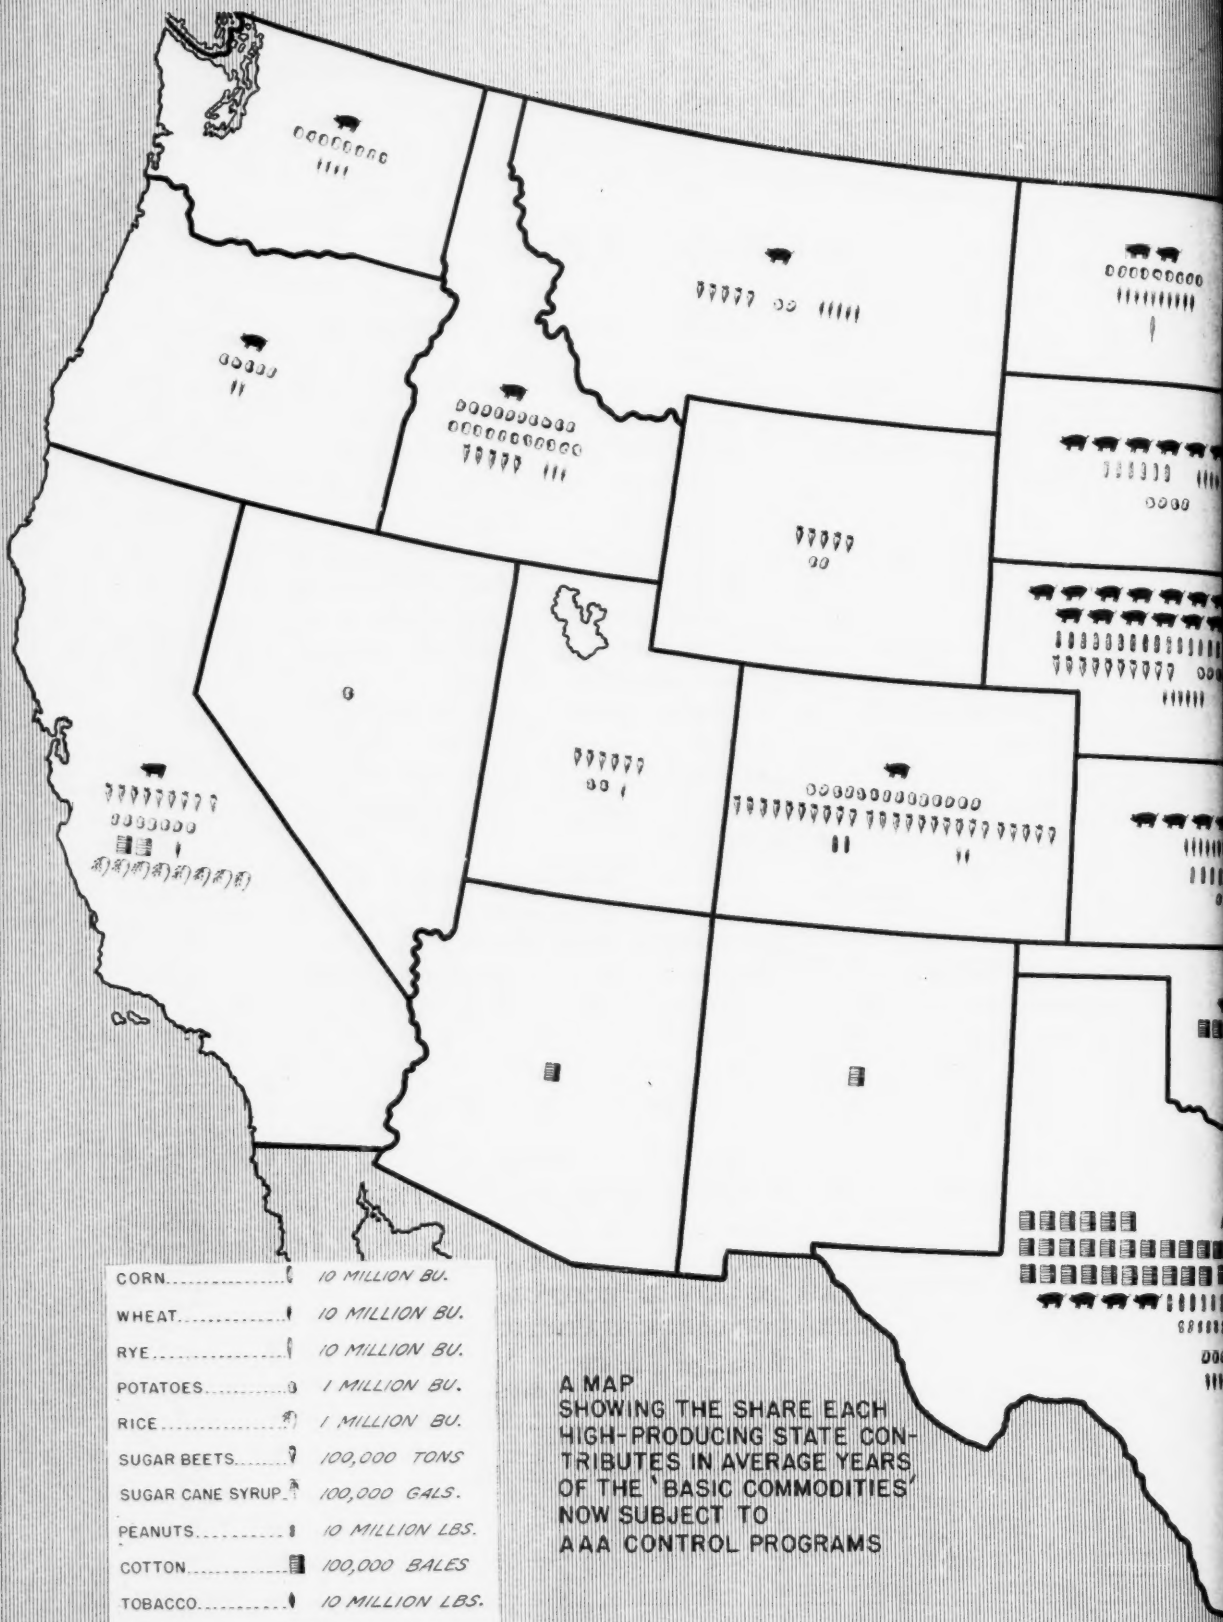 CORN 10 MILLION BU.
WHEAT 10 MILLION BU.
RYE 10 MILLION BU.
POTATOES 1 MILLION BU.
RICE 1 MILLION BU.
SUGAR BEETS 100,000 TONS
SUGAR CANE SYRUP 100,000 GALS.
PEANUTS 10 MILLION LBS.
COTTON 100,000 BALES
TOBACCO 10 MILLION LBS.
A MAP
SHOWING THE SHARE EACH
HIGH-PRODUCING STATE CON-
TRIBUTES IN AVERAGE YEARS
OF THE 'BASIC COMMODITIES'
NOW SUBJECT TO
AAA CONTROL PROGRAMS